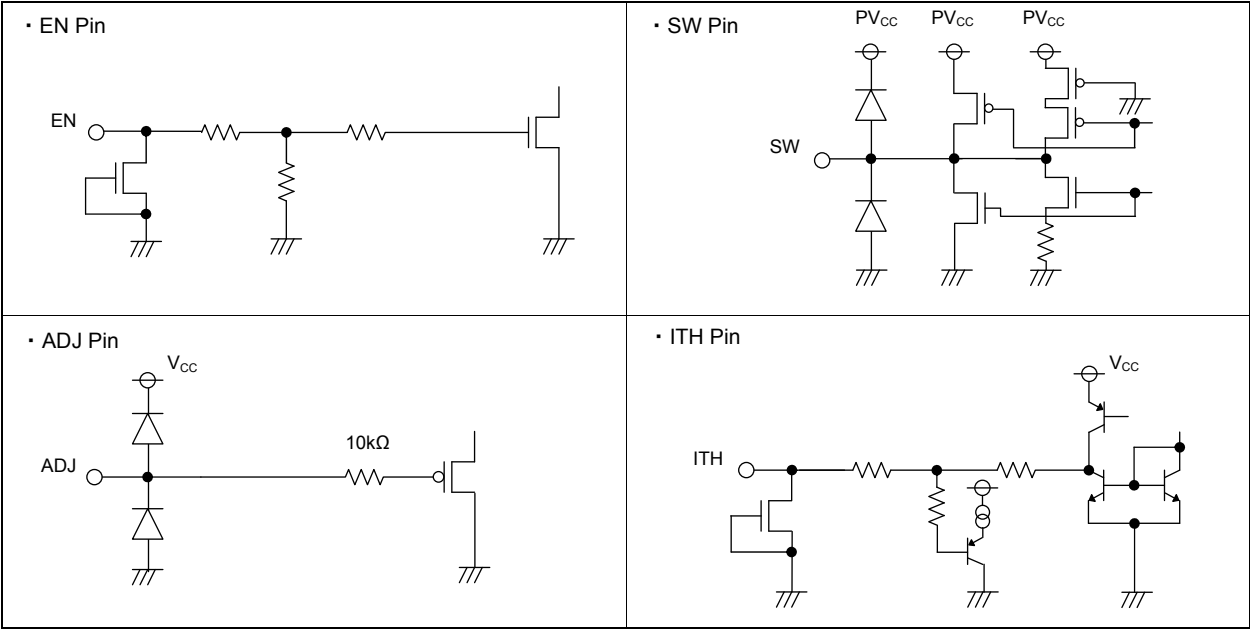 ・EN Pin
EN
・SW Pin
PVCC PVCC PVCC
SW
・ADJ Pin
VCC
10kΩ
ADJ
・ITH Pin
VCC
ITH